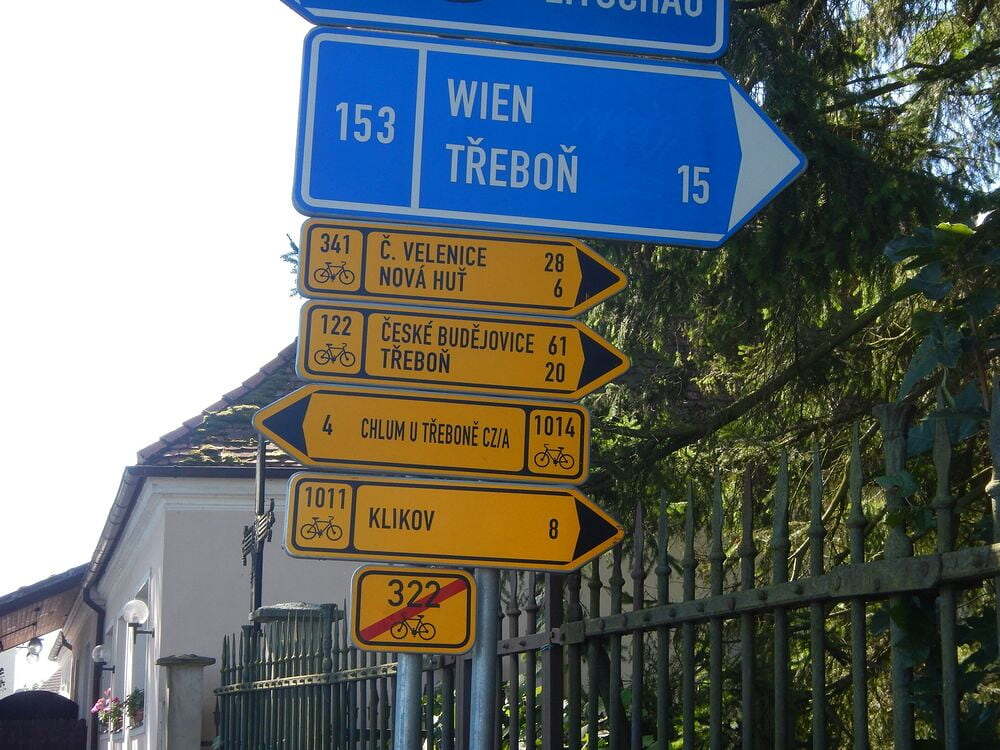 153
WIEN
TŘEBOŇ 15
341
Č. VELENICE 28
NOVÁ HUŤ 6
122
ČESKÉ BUDĚJOVICE 61
TŘEBOŇ 20
4 CHLUM U TŘEBONĚ CZ/A 1014
1011
KLIKOV 8
322